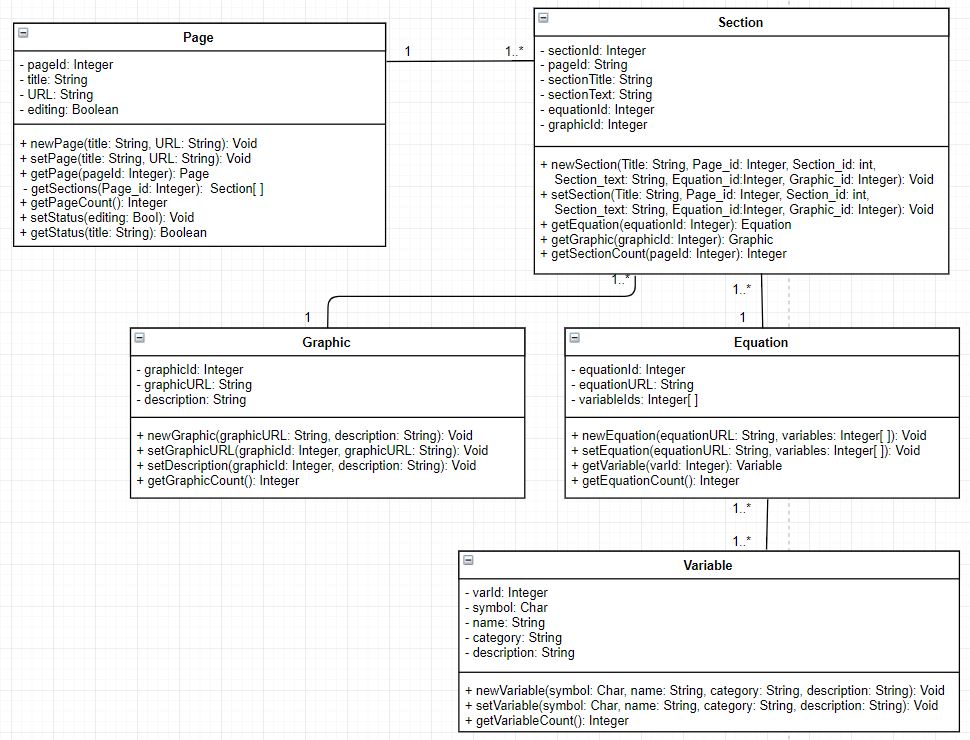 Page
- pageId: Integer
- title: String
- URL: String
- editing: Boolean
+ newPage(title: String, URL: String): Void
+ setPage(title: String, URL: String): Void
+ getPage(pageId: Integer): Page
- getSections(Page_id: Integer): Section[ ]
+ getPageCount(): Integer
+ setStatus(editing: Bool): Void
+ getStatus(title: String): Boolean
1
1..*
Section
- sectionId: Integer
- pageId: String
- sectionTitle: String
- sectionText: String
- equationId: Integer
- graphicId: Integer
+ newSection(Title: String, Page_id: Integer, Section_id: int,
Section_text: String, Equation_id:Integer, Graphic_id: Integer): Void
+ setSection(Title: String, Page_id: Integer, Section_id: int,
Section_text: String, Equation_id:Integer, Graphic_id: Integer): Void
+ getEquation(equationId: Integer): Equation
+ getGraphic(graphicId: Integer): Graphic
+ getSectionCount(pageId: Integer): Integer
1..*
1
1..*
1
Graphic
- graphicId: Integer
- graphicURL: String
- description: String
+ newGraphic(graphicURL: String, description: String): Void
+ setGraphicURL(graphicId: Integer, graphicURL: String): Void
+ setDescription(graphicId: Integer, description: String): Void
+ getGraphicCount(): Integer
Equation
- equationId: Integer
- equationURL: String
- variableIds: Integer[ ]
+ newEquation(equationURL: String, variables: Integer[ ]): Void
+ setEquation(equationURL: String, variables: Integer[ ]): Void
+ getVariable(varId: Integer): Variable
+ getEquationCount(): Integer
1..*
1..*
Variable
- varId: Integer
- symbol: Char
- name: String
- category: String
- description: String
+ newVariable(symbol: Char, name: String, category: String, description: String): Void
+ setVariable(symbol: Char, name: String, category: String, description: String): Void
+ getVariableCount(): Integer